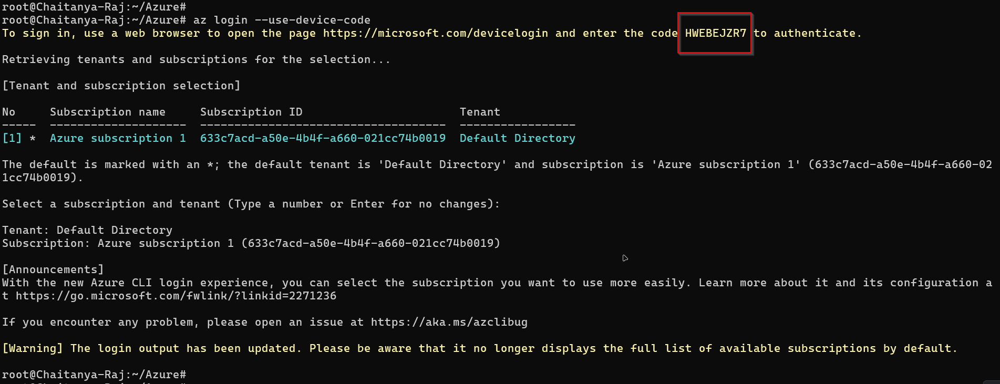 root@Chaitanya-Raj:~/Azure#
root@Chaitanya-Raj:~/Azure# az login --use-device-code
To sign in, use a web browser to open the page https://microsoft.com/devicelogin and enter the code HWEBEJZR7 to authenticate.
Retrieving tenants and subscriptions for the selection...
[Tenant and subscription selection]
No     Subscription name     Subscription ID                       Tenant
-----  --------------------  ------------------------------------  -----------------
[1] *  Azure subscription 1  633c7acd-a50e-4b4f-a660-021cc74b0019  Default Directory
The default is marked with an *; the default tenant is 'Default Directory' and subscription is 'Azure subscription 1' (633c7acd-a50e-4b4f-a660-02
1cc74b0019).
Select a subscription and tenant (Type a number or Enter for no changes):
Tenant: Default Directory
Subscription: Azure subscription 1 (633c7acd-a50e-4b4f-a660-021cc74b0019)
[Announcements]
With the new Azure CLI login experience, you can select the subscription you want to use more easily. Learn more about it and its configuration a
t https://go.microsoft.com/fwlink/?linkid=2271236
If you encounter any problem, please open an issue at https://aka.ms/azclibug
[Warning] The login output has been updated. Please be aware that it no longer displays the full list of available subscriptions by default.
root@Chaitanya-Raj:~/Azure#